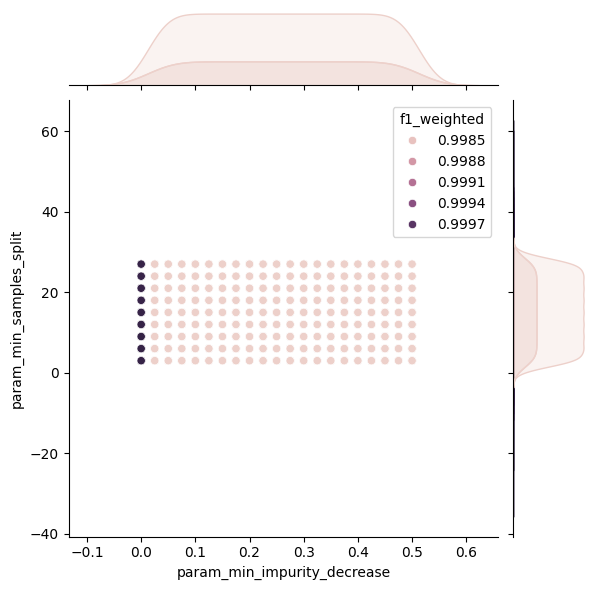 f1_weighted
0.9985
0.9988
0.9991
0.9994
0.9997
60
40
20
0
−20
−40
param_min_samples_split
−0.1 0.0 0.1 0.2 0.3 0.4 0.5 0.6
param_min_impurity_decrease